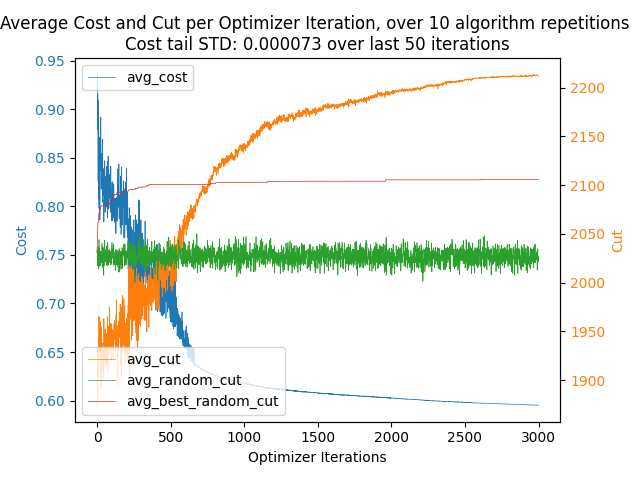 Average Cost and Cut per Optimizer Iteration, over 10 algorithm repetitions
Cost tail STD: 0.000073 over last 50 iterations
avg_cost
0.95
0.90
0.85
0.80
0.75
0.70
0.65
0.60
Cost
2200
2150
2100
2050
2000
1950
1900
Cut
avg_cut
avg_random_cut
avg_best_random_cut
0
500
1000
1500
2000
2500
3000
Optimizer Iterations